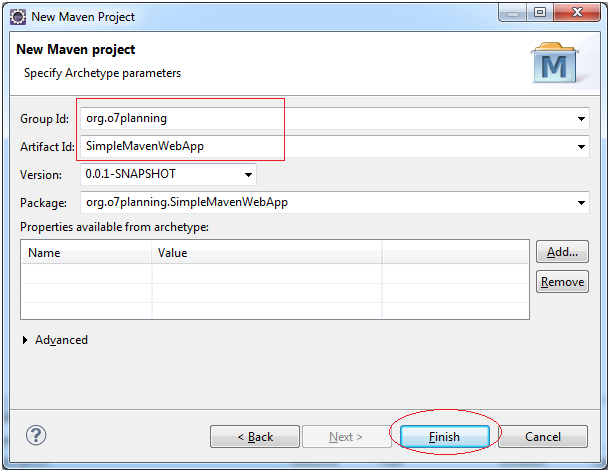 New Maven Project
New Maven project
Specify Archetype parameters
M
Group Id: org.o7planning
Artifact Id: SimpleMavenWebApp
Version: 0.0.1-SNAPSHOT
Package: org.o7planning.SimpleMavenWebApp
Properties available from archetype:
Name Value
Add...
Remove
Advanced
? < Back Next > Finish Cancel